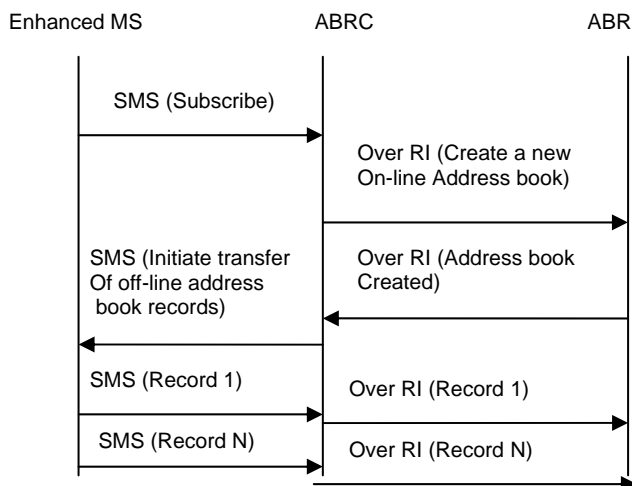 Enhanced MS
ABRC
ABR
SMS (Subscribe)
Over RI (Create a new
On-line Address book)
SMS (Initiate transfer
Of off-line address
book records)
Over RI (Address book
Created)
SMS (Record 1)
Over RI (Record 1)
SMS (Record N)
Over RI (Record N)